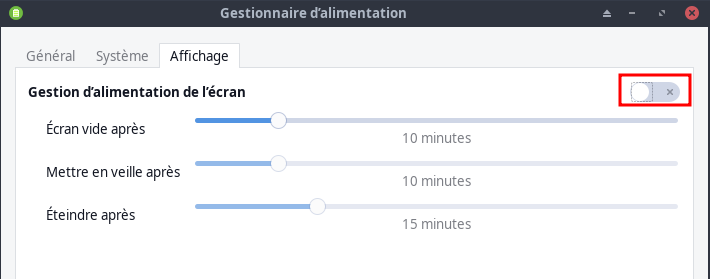 Gestionnaire d'alimentation
Général Système Affichage
Gestion d'alimentation de l'écran
Écran vide après
10 minutes
Mettre en veille après
10 minutes
Éteindre après
15 minutes